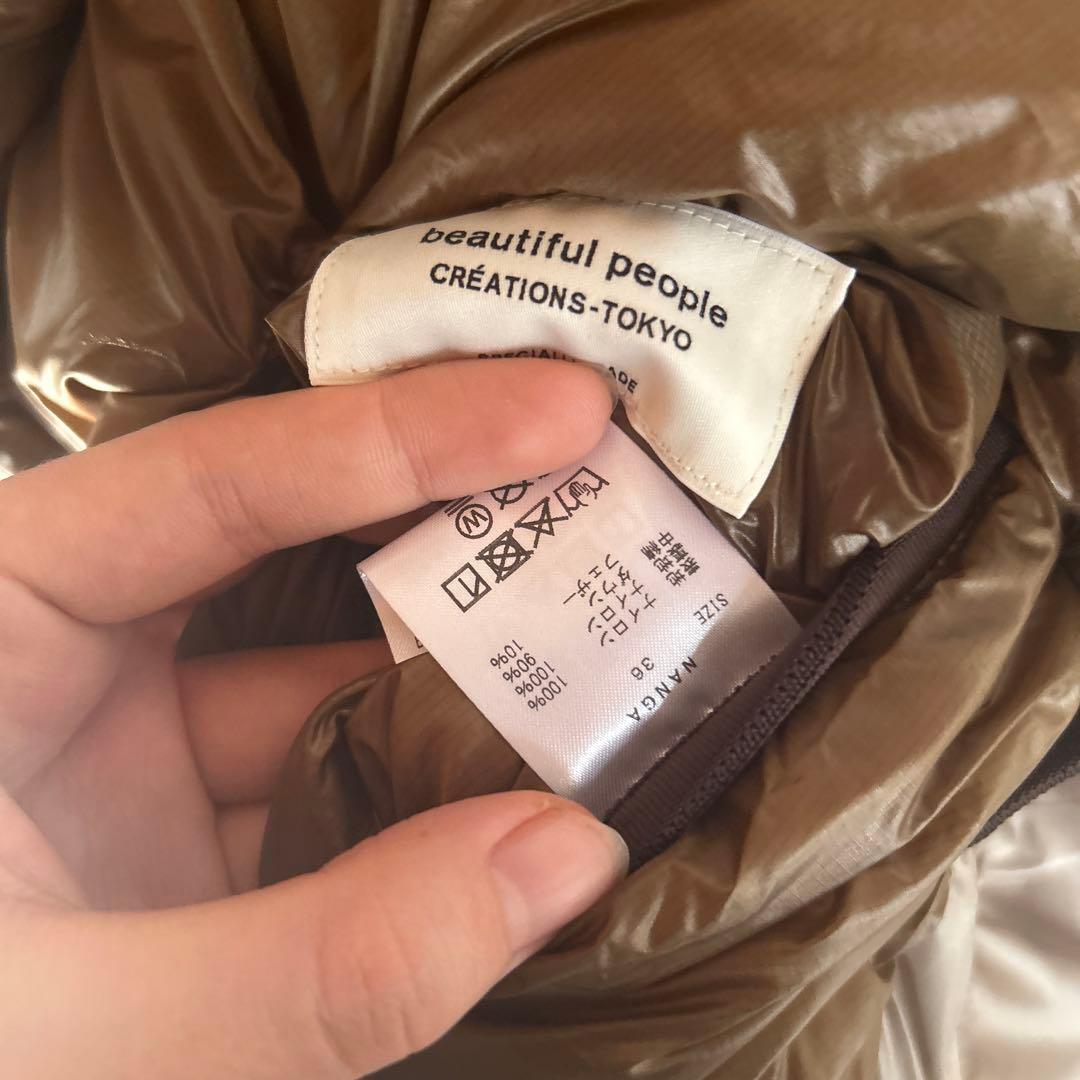 beautiful people
CRÉATIONS-TOKYO
NANGA
SIZE 36
表地 ナイロン 100%
裏地 ナイロン 100%
中綿 ダウン 90%
フェザー 10%
W